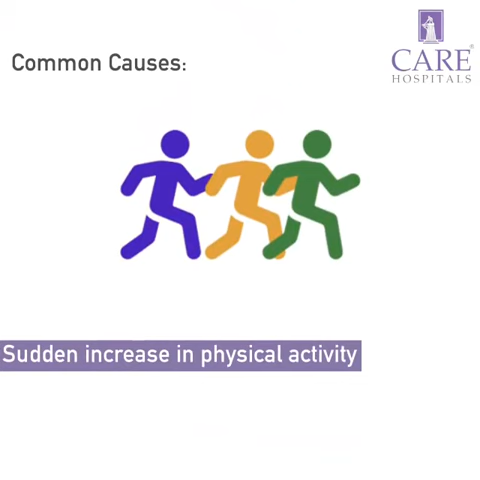 Common Causes:
CARE
HOSPITALS
Sudden increase in physical activity